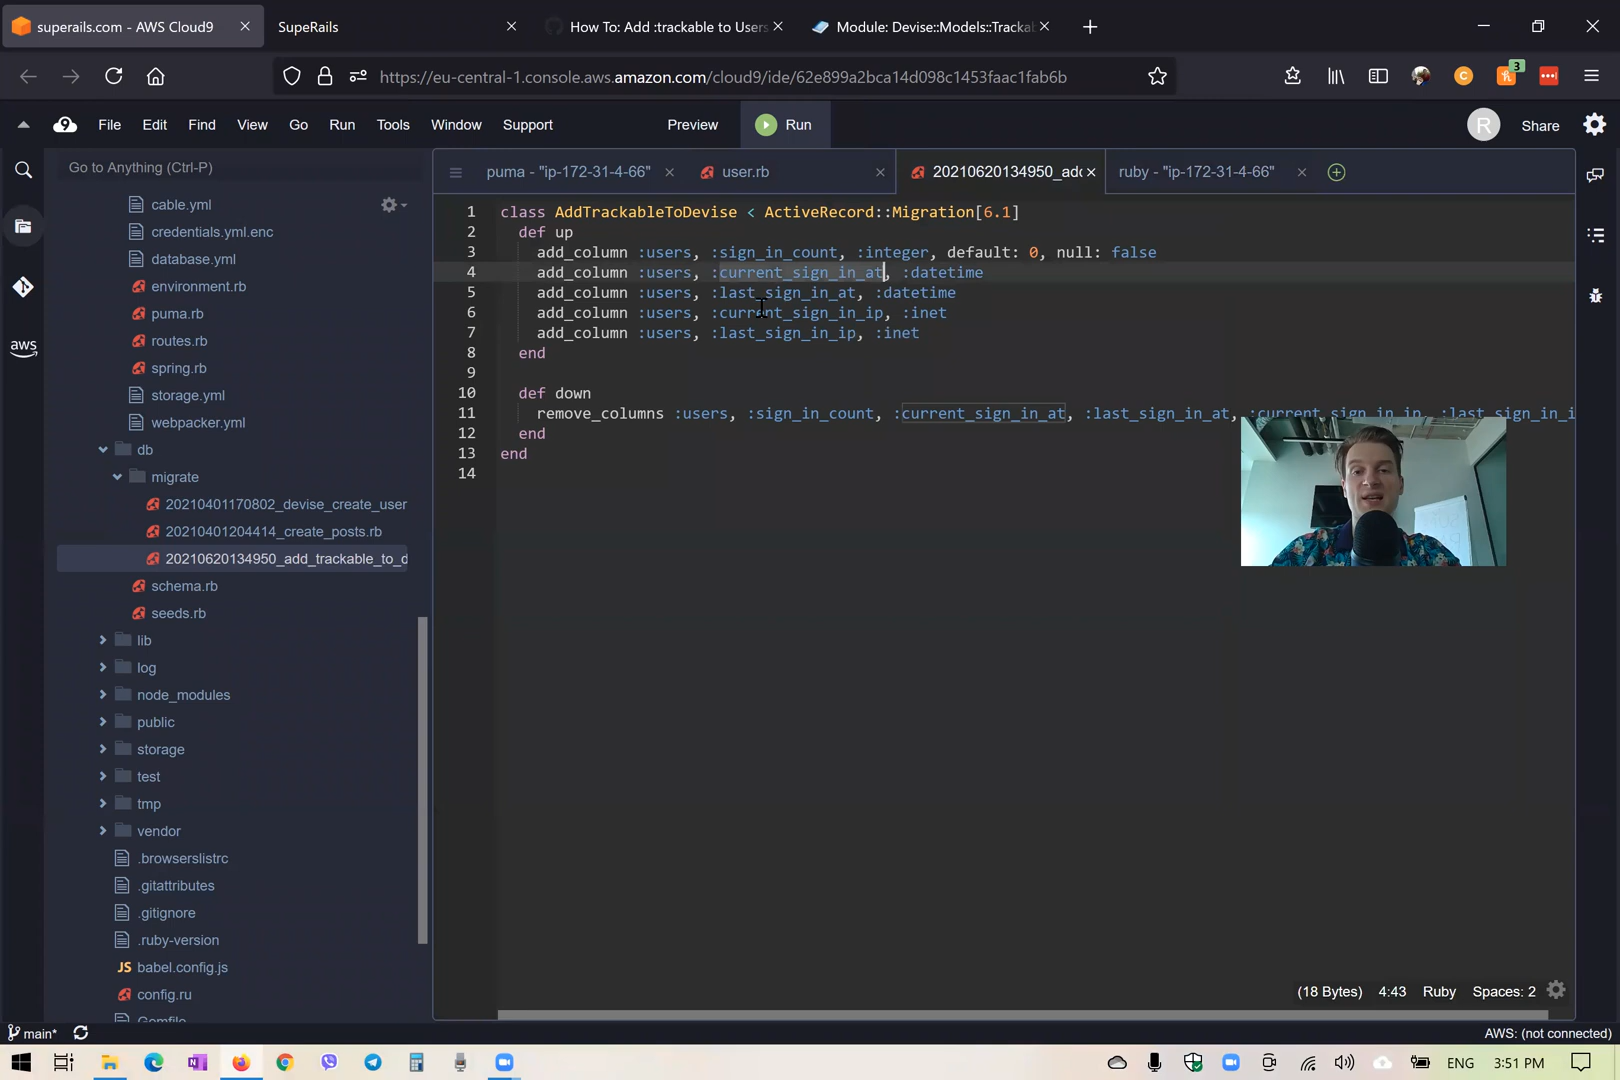 superails.com - AWS Cloud9
SupeRails
How To: Add :trackable to Users
Module: Devise::Models::Trackab
https://eu-central-1.console.aws.amazon.com/cloud9/ide/62e899a2bca14d098c1453faac1fab6b
3
C
9
File Edit Find View Go Run Tools Window Support
Preview
Run
R
Share
Go to Anything (Ctrl-P)
puma - "ip-172-31-4-66"
user.rb
20210620134950_add
ruby - "ip-172-31-4-66"
aws
cable.yml
credentials.yml.enc
database.yml
environment.rb
puma.rb
routes.rb
spring.rb
storage.yml
webpacker.yml
db
migrate
20210401170802_devise_create_user
20210401204414_create_posts.rb
20210620134950_add_trackable_to_d
schema.rb
seeds.rb
lib
log
node_modules
public
storage
test
tmp
vendor
.browserslistrc
.gitattributes
.gitignore
.ruby-version
JS babel.config.js
config.ru
Gemfile
1 class AddTrackableToDevise < ActiveRecord::Migration[6.1]
2 def up
3 add_column :users, :sign_in_count, :integer, default: 0, null: false
4 add_column :users, :current_sign_in_at, :datetime
5 add_column :users, :last_sign_in_at, :datetime
6 add_column :users, :current_sign_in_ip, :inet
7 add_column :users, :last_sign_in_ip, :inet
8 end
9
10 def down
11 remove_columns :users, :sign_in_count, :current_sign_in_at, :last_sign_in_at, :current_sign_in_ip, :last_sign_in_i
12 end
13 end
14
(18 Bytes) 4:43 Ruby Spaces: 2
main*
AWS: (not connected)
ENG
3:51 PM